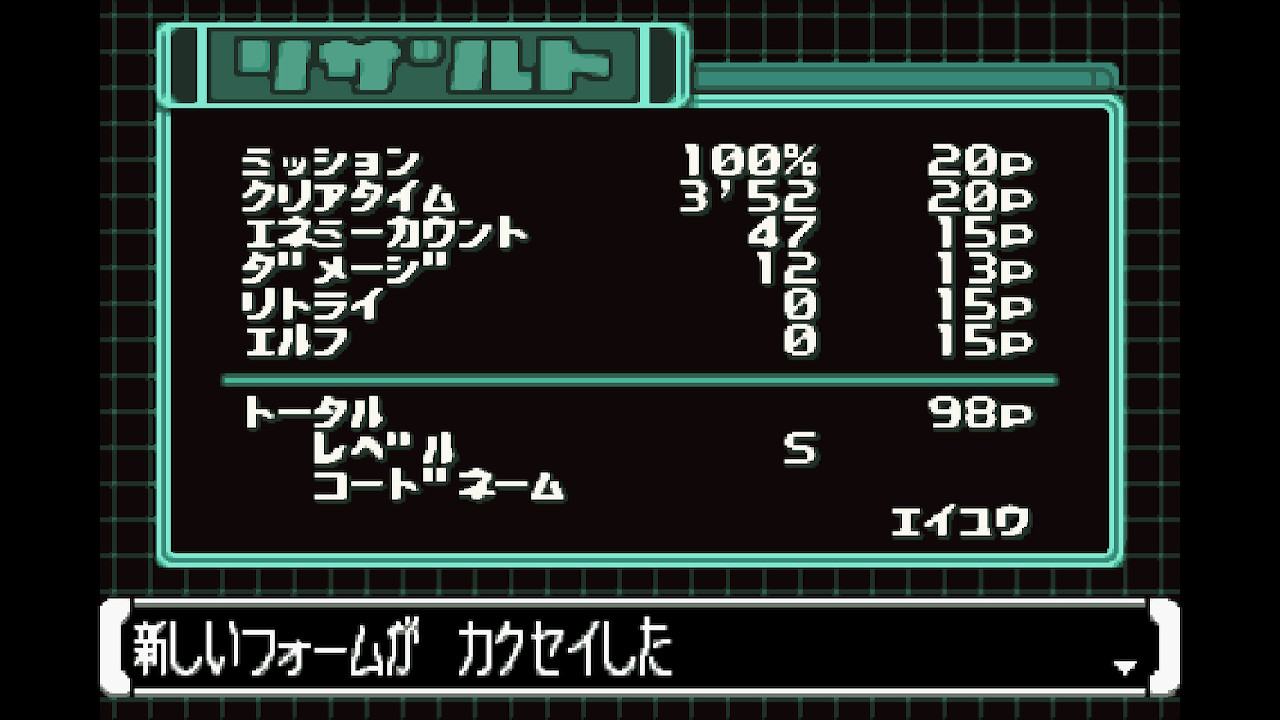 リザルト
ミッション 100% 20p
クリアタイム 3'52 20p
エネミーカウント 47 15p
ダメージ 12 13p
リトライ 0 15p
エルフ 0 15p
トータル 98p
レベル S
コードネーム
エイユウ
新しいフォームが カクセイした